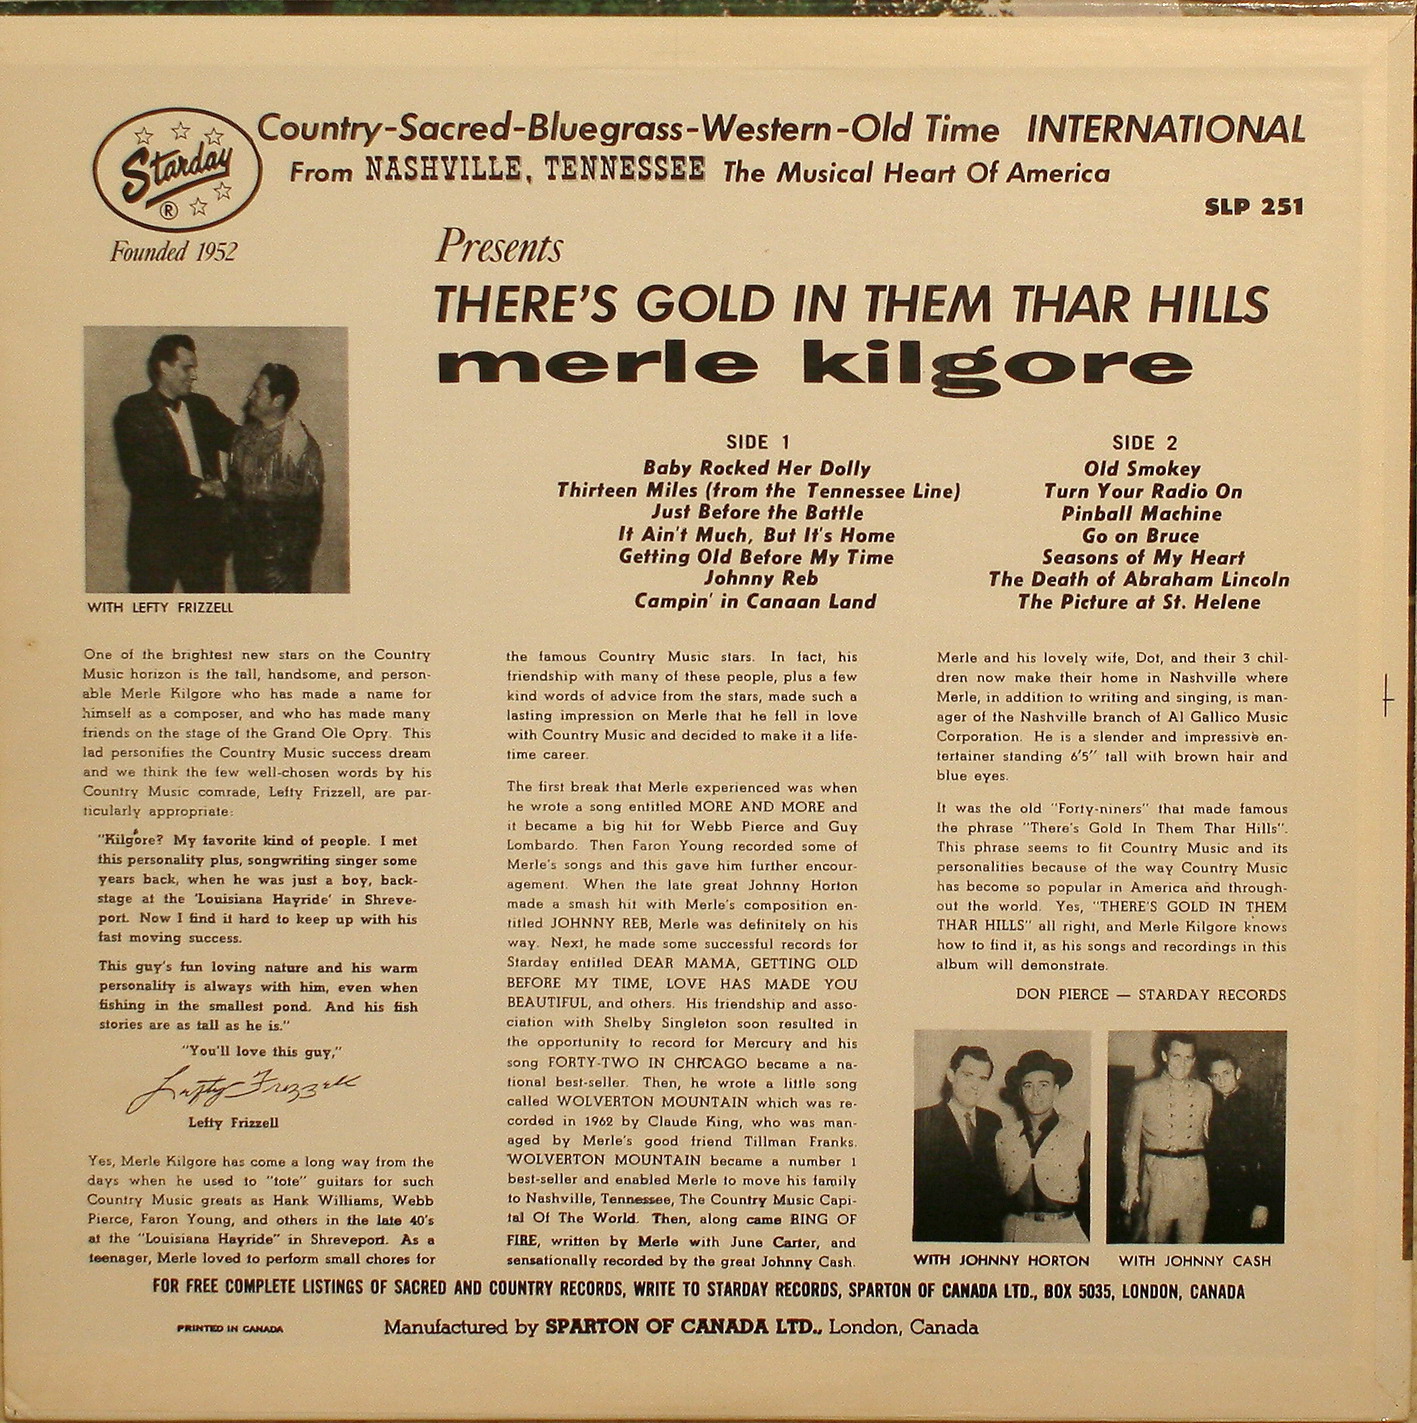 Starday
®
Founded 1952
Country-Sacred-Bluegrass-Western-Old Time INTERNATIONAL
From NASHVILLE, TENNESSEE The Musical Heart Of America
SLP 251
Presents
THERE'S GOLD IN THEM THAR HILLS
merle kilgore
SIDE 1
Baby Rocked Her Dolly
Thirteen Miles (from the Tennessee Line)
Just Before the Battle
It Ain't Much, But It's Home
Getting Old Before My Time
Johnny Reb
Campin' in Canaan Land
SIDE 2
Old Smokey
Turn Your Radio On
Pinball Machine
Go on Bruce
Seasons of My Heart
The Death of Abraham Lincoln
The Picture at St. Helene
WITH LEFTY FRIZZELL
One of the brightest new stars on the Country
Music horizon is the tall, handsome, and person-
able Merle Kilgore who has made a name for
himself as a composer, and who has made many
friends on the stage of the Grand Ole Opry. This
lad personifies the Country Music success dream
and we think the few well-chosen words by his
Country Music comrade, Lefty Frizzell, are par-
ticularly appropriate:
"Kilgore? My favorite kind of people. I met
this personality plus, songwriting singer some
years back, when he was just a boy, back-
stage at the 'Louisiana Hayride' in Shreve-
port. Now I find it hard to keep up with his
fast moving success.
This guy's fun loving nature and his warm
personality is always with him, even when
fishing in the smallest pond. And his fish
stories are as tall as he is."
"You'll love this guy,"
Lefty Frizzell
Lefty Frizzell
Yes, Merle Kilgore has come a long way from the
days when he used to "tote" guitars for such
Country Music greats as Hank Williams, Webb
Pierce, Faron Young, and others in the late 40's
at the "Louisiana Hayride" in Shreveport. As a
teenager, Merle loved to perform small chores for
the famous Country Music stars. In fact, his
friendship with many of these people, plus a few
kind words of advice from the stars, made such a
lasting impression on Merle that he fell in love
with Country Music and decided to make it a life-
time career.
The first break that Merle experienced was when
he wrote a song entitled MORE AND MORE and
it became a big hit for Webb Pierce and Guy
Lombardo. Then Faron Young recorded some of
Merle's songs and this gave him further encour-
agement. When the late great Johnny Horton
made a smash hit with Merle's composition en-
titled JOHNNY REB, Merle was definitely on his
way. Next, he made some successful records for
Starday entitled DEAR MAMA, GETTING OLD
BEFORE MY TIME, LOVE HAS MADE YOU
BEAUTIFUL, and others. His friendship and asso-
ciation with Shelby Singleton soon resulted in
the opportunity to record for Mercury and his
song FORTY-TWO IN CHICAGO became a na-
tional best-seller. Then, he wrote a little song
called WOLVERTON MOUNTAIN which was re-
corded in 1962 by Claude King, who was man-
aged by Merle's good friend Tillman Franks.
WOLVERTON MOUNTAIN became a number 1
best-seller and enabled Merle to move his family
to Nashville, Tennessee, The Country Music Capi-
tal Of The World. Then, along came RING OF
FIRE, written by Merle with June Carter, and
sensationally recorded by the great Johnny Cash.
Merle and his lovely wife, Dot, and their 3 chil-
dren now make their home in Nashville where
Merle, in addition to writing and singing, is man-
ager of the Nashville branch of Al Gallico Music
Corporation. He is a slender and impressive en-
tertainer standing 6'5" tall with brown hair and
blue eyes.
It was the old "Forty-niners" that made famous
the phrase "There's Gold In Them Thar Hills".
This phrase seems to fit Country Music and its
personalities because of the way Country Music
has become so popular in America and through-
out the world. Yes, "THERE'S GOLD IN THEM
THAR HILLS" all right, and Merle Kilgore knows
how to find it, as his songs and recordings in this
album will demonstrate.
DON PIERCE — STARDAY RECORDS
WITH JOHNNY HORTON
WITH JOHNNY CASH
FOR FREE COMPLETE LISTINGS OF SACRED AND COUNTRY RECORDS, WRITE TO STARDAY RECORDS, SPARTON OF CANADA LTD., BOX 5035, LONDON, CANADA
PRINTED IN CANADA
Manufactured by SPARTON OF CANADA LTD., London, Canada